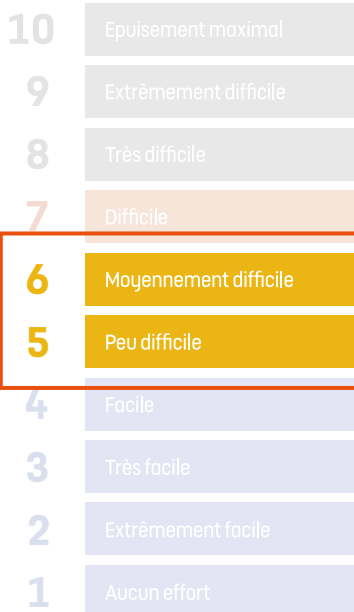 10 Epuisement maximal
9 Extrêmement difficile
8 Très difficile
7 Difficile
6 Moyennement difficile
5 Peu difficile
4 Facile
3 Très facile
2 Extrêmement facile
1 Aucun effort